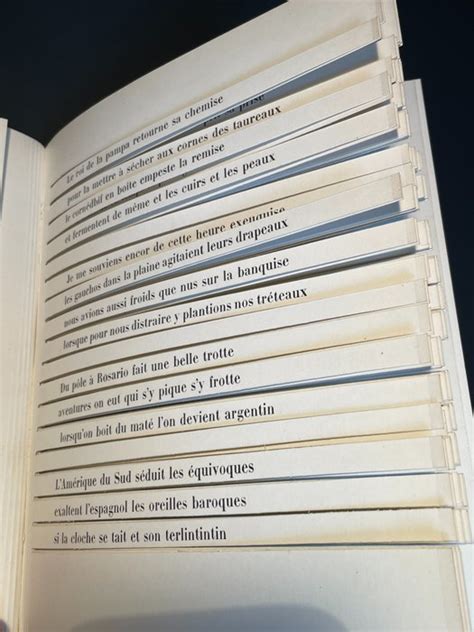 Le roi de la pampa retourne sa chemise
sa prise
pour la mettre à sécher aux cornes des taureaux
le cornédbîf en boîte empeste la remise
et fermentent de même et les cuirs et les peaux
Je me souviens encor de cette heure exeuquise
les gauchos dans la plaine agitaient leurs drapeaux
nous avions aussi froids que nus sur la banquise
lorsque pour nous distraire y plantions nos tréteaux
Du pôle à Rosario fait une belle trotte
aventures on eut qui s'y pique s'y frotte
lorsqu'on boit du maté l'on devient argentin
L'Amérique du Sud séduit les équivoques
exaltent l'espagnol les oreilles baroques
si la cloche se tait et son terlintintin